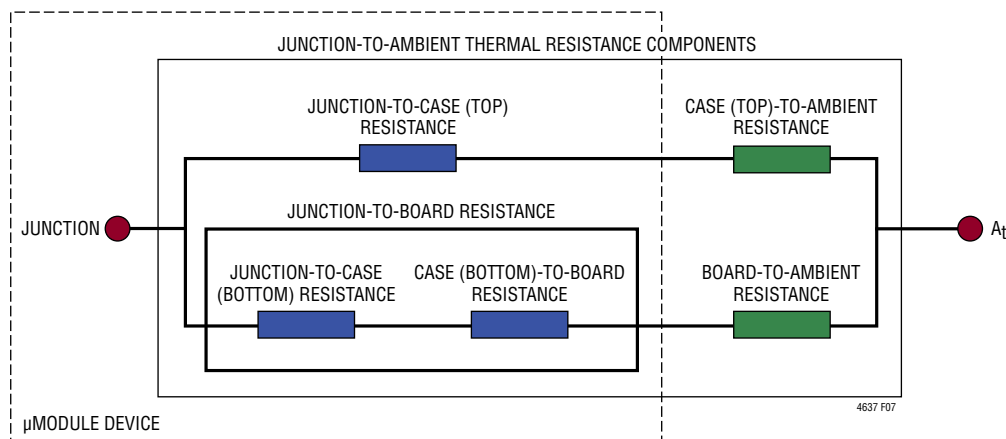 JUNCTION-TO-AMBIENT THERMAL RESISTANCE COMPONENTS
JUNCTION-TO-CASE (TOP)
RESISTANCE
CASE (TOP)-TO-AMBIENT
RESISTANCE
JUNCTION-TO-BOARD RESISTANCE
JUNCTION
At
JUNCTION-TO-CASE
(BOTTOM) RESISTANCE
CASE (BOTTOM)-TO-BOARD
RESISTANCE
BOARD-TO-AMBIENT
RESISTANCE
4637 F07
µMODULE DEVICE